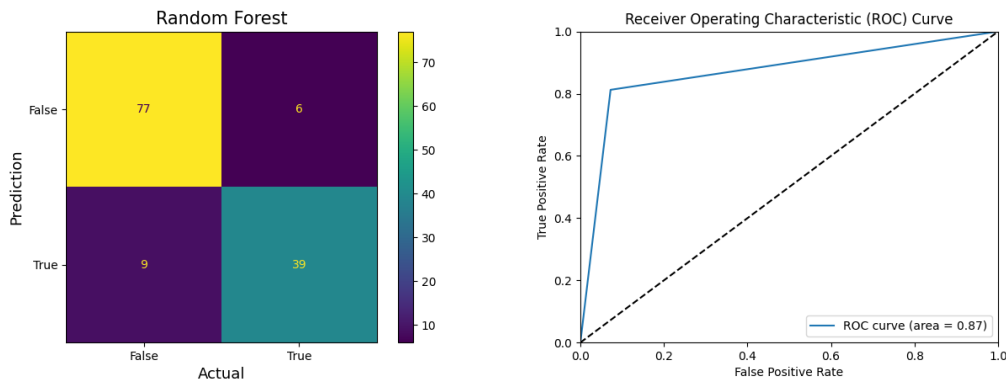 Random Forest
False
True
Prediction
77
6
9
39
False
True
Actual
70
60
50
40
30
20
10
Receiver Operating Characteristic (ROC) Curve
1.0
0.8
0.6
0.4
0.2
0.0
True Positive Rate
0.0
0.2
0.4
0.6
0.8
1.0
False Positive Rate
ROC curve (area = 0.87)